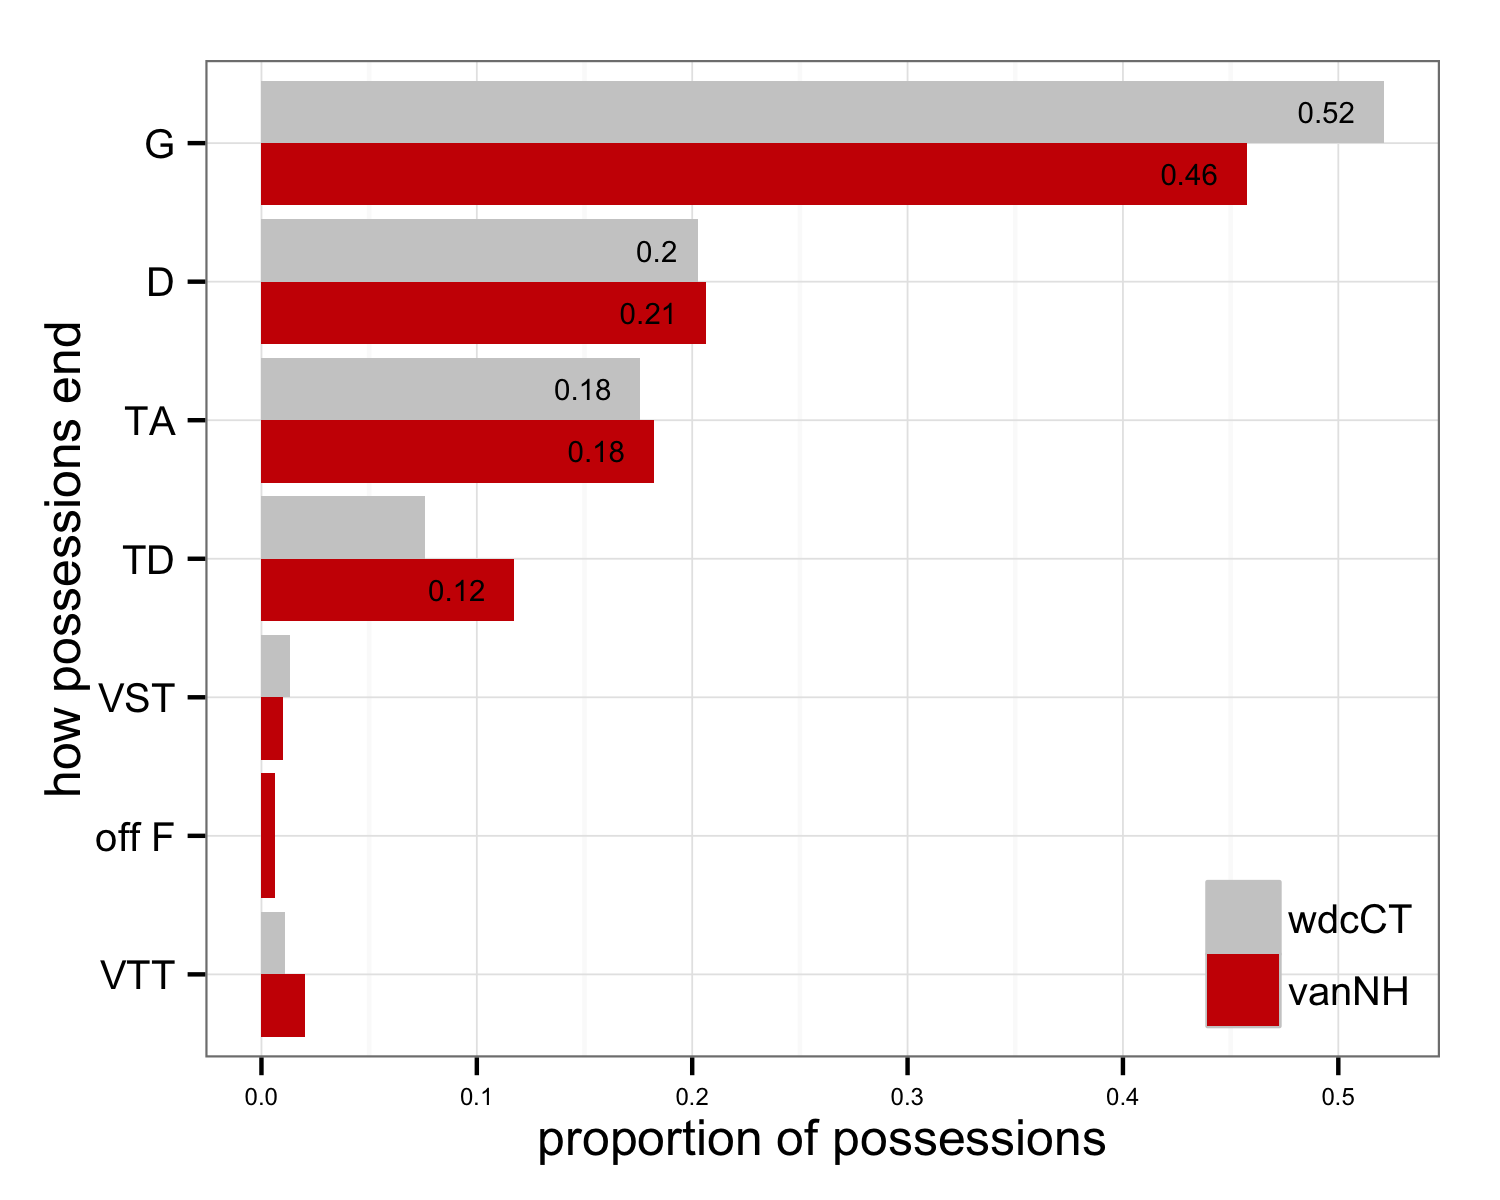 G
0.52
0.46
D
0.2
0.21
TA
0.18
0.18
TD
0.12
VST
off F
VTT
wdcCT
vanNH
0.0 0.1 0.2 0.3 0.4 0.5
proportion of possessions
how possessions end